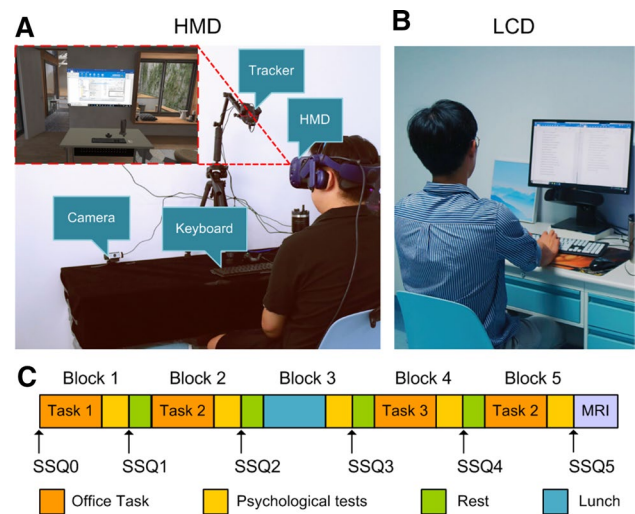 A
HMD
B
LCD
Tracker
HMD
Camera
Keyboard
C
Block 1
Block 2
Block 3
Block 4
Block 5
Task 1
Task 2
Task 3
Task 2
MRI
SSQ0
SSQ1
SSQ2
SSQ3
SSQ4
SSQ5
Office Task
Psychological tests
Rest
Lunch